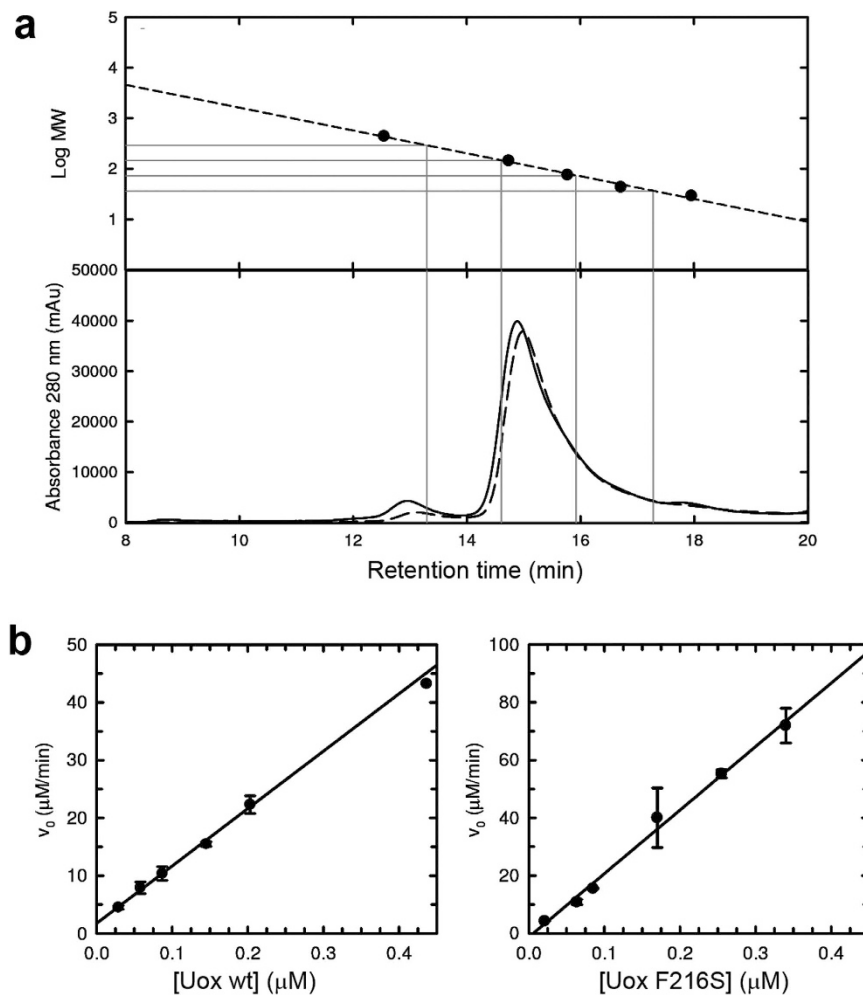 a
5
4
3
2
1
Log MW
50000
40000
30000
20000
10000
0
Absorbance 280 nm (mAu)
8 10 12 14 16 18 20
Retention time (min)
b
50
40
30
20
10
0
v0 (μM/min)
0.0 0.1 0.2 0.3 0.4
[Uox wt] (μM)
100
80
60
40
20
0
v0 (μM/min)
0.0 0.1 0.2 0.3 0.4
[Uox F216S] (μM)